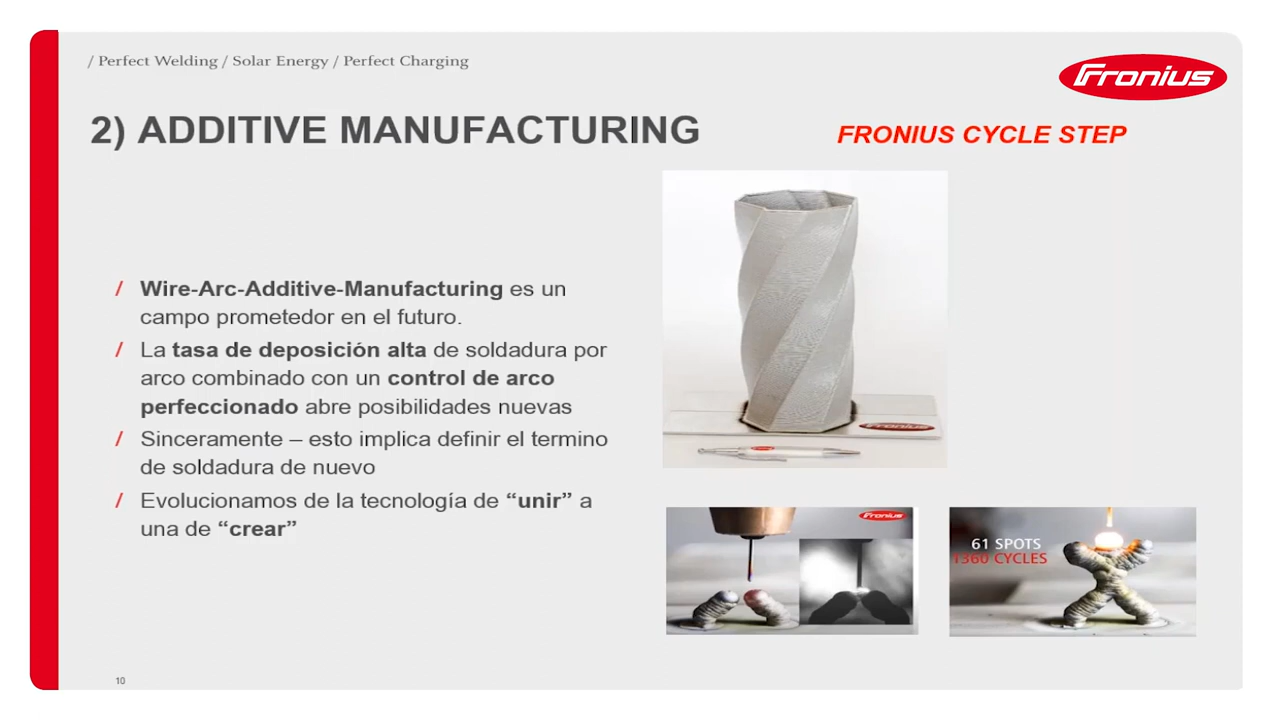 / Perfect Welding / Solar Energy / Perfect Charging
Fronius
2) ADDITIVE MANUFACTURING
FRONIUS CYCLE STEP
/ Wire-Arc-Additive-Manufacturing es un
campo prometedor en el futuro.
/ La tasa de deposición alta de soldadura por
arco combinado con un control de arco
perfeccionado abre posibilidades nuevas
/ Sinceramente – esto implica definir el termino
de soldadura de nuevo
/ Evolucionamos de la tecnología de “unir” a
una de “crear”
Fronius
Fronius
61 SPOTS
1360 CYCLES
10